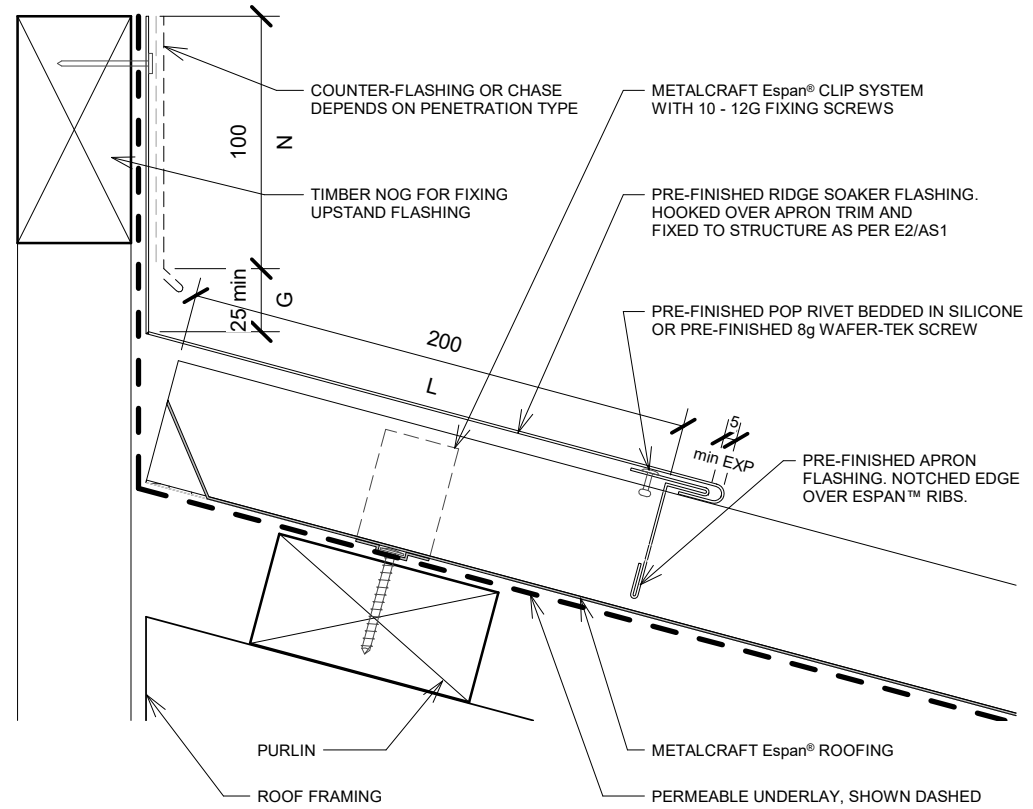 COUNTER-FLASHING OR CHASE
DEPENDS ON PENETRATION TYPE
METALCRAFT Espan® CLIP SYSTEM
WITH 10 - 12G FIXING SCREWS
100
N
TIMBER NOG FOR FIXING
UPSTAND FLASHING
PRE-FINISHED RIDGE SOAKER FLASHING.
HOOKED OVER APRON TRIM AND
FIXED TO STRUCTURE AS PER E2/AS1
25 min
G
PRE-FINISHED POP RIVET BEDDED IN SILICONE
OR PRE-FINISHED 8g WAFER-TEK SCREW
200
L
5
min EXP
PRE-FINISHED APRON
FLASHING. NOTCHED EDGE
OVER ESPAN™ RIBS.
PURLIN
METALCRAFT Espan® ROOFING
ROOF FRAMING
PERMEABLE UNDERLAY, SHOWN DASHED